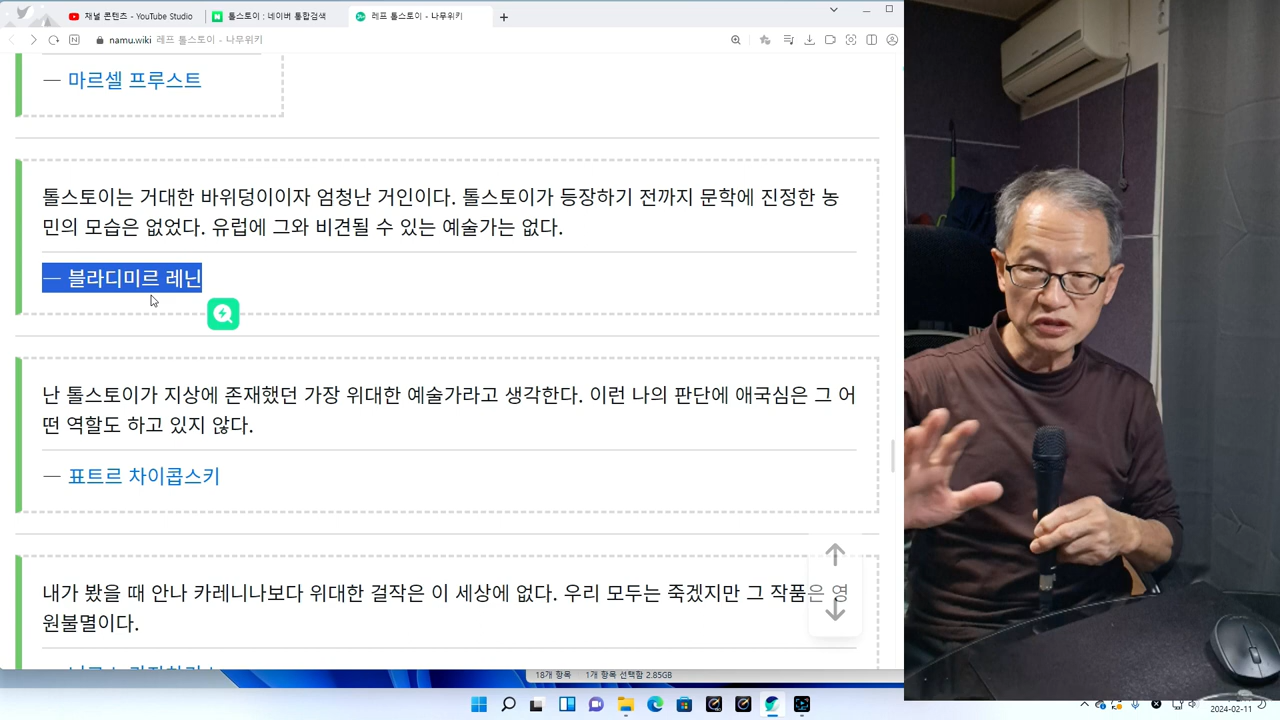 재널 콘텐츠 - YouTube Studio
톨스토이 : 네이버 통합검색
레프 톨스토이 - 나무위키
namu.wiki 레프 톨스토이 - 나무위키
— 마르셀 프루스트
톨스토이는 거대한 바위덩이이자 엄청난 거인이다. 톨스토이가 등장하기 전까지 문학에 진정한 농
민의 모습은 없었다. 유럽에 그와 비견될 수 있는 예술가는 없다.
— 블라디미르 레닌
난 톨스토이가 지상에 존재했던 가장 위대한 예술가라고 생각한다. 이런 나의 판단에 애국심은 그 어
떤 역할도 하고 있지 않다.
— 표트르 차이콥스키
내가 봤을 때 안나 카레니나보다 위대한 걸작은 이 세상에 없다. 우리 모두는 죽겠지만 그 작품은 영
원불멸이다.
18개 항목 1개 항목 선택함 2.85GB
2024-02-11